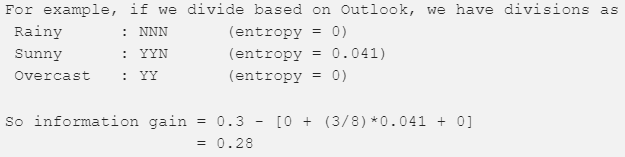 For example, if we divide based on Outlook, we have divisions as
Rainy : NNN (entropy = 0)
Sunny : YYN (entropy = 0.041)
Overcast : YY (entropy = 0)
So information gain = 0.3 - [0 + (3/8)*0.041 + 0]
= 0.28